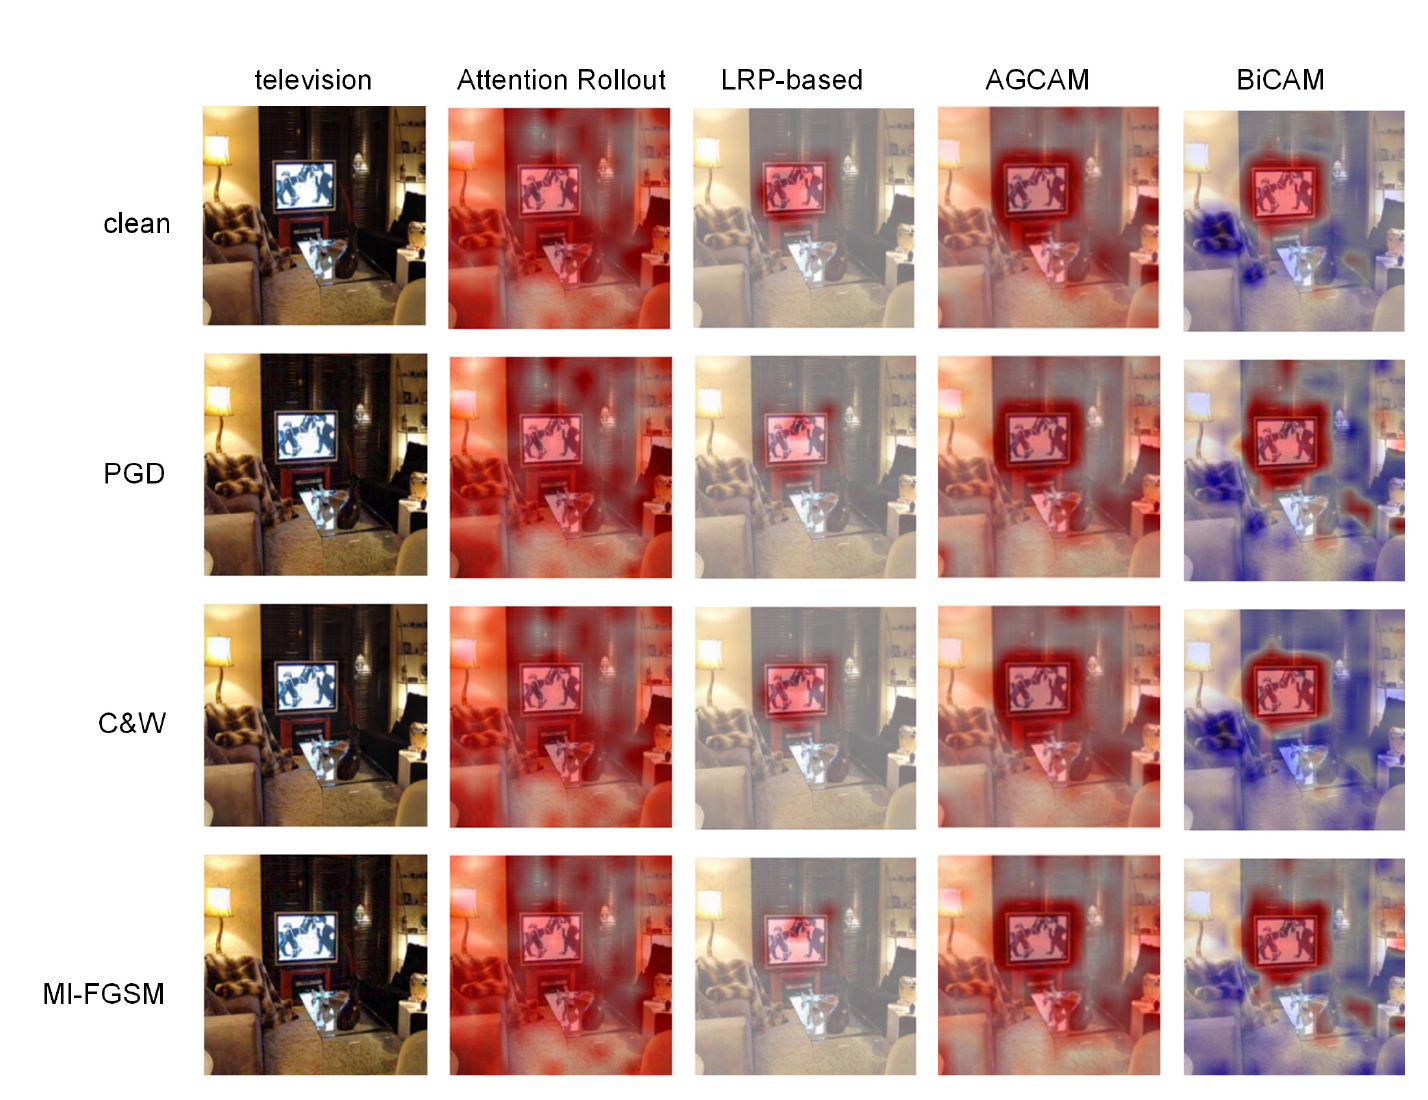 television Attention Rollout LRP-based AGCAM BiCAM
clean
PGD
C&W
MI-FGSM